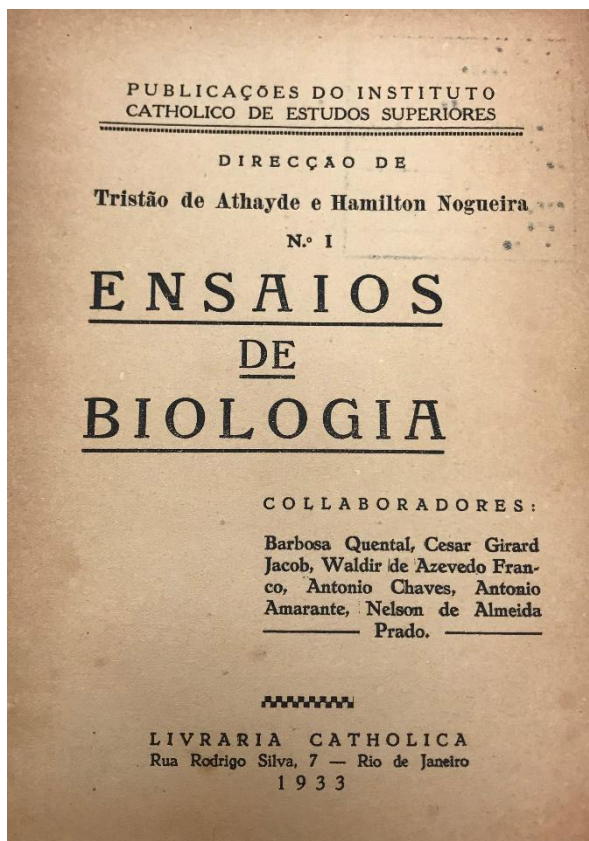 PUBLICAÇÕES DO INSTITUTO
CATHOLICO DE ESTUDOS SUPERIORES
DIRECÇÃO DE
Tristão de Athayde e Hamilton Nogueira
N.º I
ENSAIOS
DE
BIOLOGIA
COLLABORADORES:
Barbosa Quental, Cesar Girard
Jacob, Waldir de Azevedo Fran-
co, Antonio Chaves, Antonio
Amarante, Nelson de Almeida
Prado.
LIVRARIA CATHOLICA
Rua Rodrigo Silva, 7 — Rio de Janeiro
1933